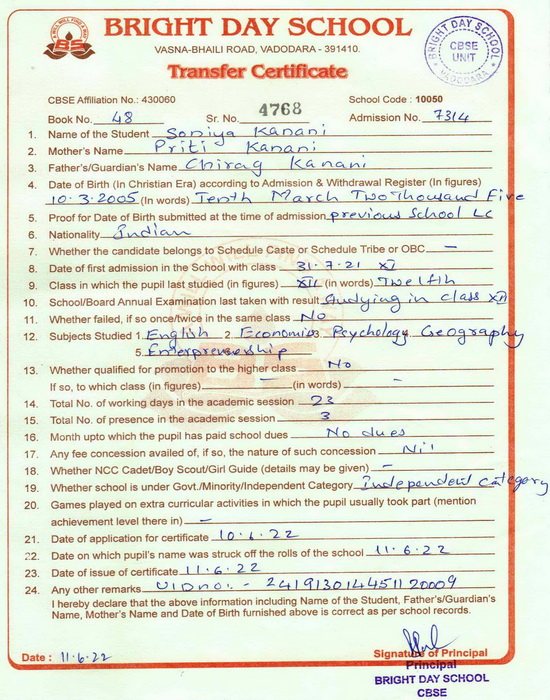 BRIGHT DAY SCHOOL
VASNA-BHAILI ROAD, VADODARA - 391410.
Transfer Certificate
BRIGHT DAY SCHOOL
CBSE
UNIT
VADODARA
CBSE Affiliation No.: 430060 School Code : 10050
Book No. 48 Sr. No. 4768 Admission No. 7314
1. Name of the Student Soniya Kanani
2. Mother's Name Priti Kanani
3. Father's/Guardian's Name Chirag Kanani
4. Date of Birth (In Christian Era) according to Admission & Withdrawal Register (In figures)
10.3.2005 (In words) Tenth March Two Thousand Five
5. Proof for Date of Birth submitted at the time of admission previous School LC
6. Nationality Indian
7. Whether the candidate belongs to Schedule Caste or Schedule Tribe or OBC —
8. Date of first admission in the School with class 31.7.21 XI
9. Class in which the pupil last studied (in figures) XII (in words) Twelfth
10. School/Board Annual Examination last taken with result Studying in class XII
11. Whether failed, if so once/twice in the same class No
12. Subjects Studied 1. English 2. Economics 3. Psychology 4. Geography
5. Enterpreneurship
13. Whether qualified for promotion to the higher class No
If so, to which class (in figures) — (in words) -
14. Total No. of working days in the academic session 23
15. Total No. of presence in the academic session 3
16. Month upto which the pupil has paid school dues No dues
17. Any fee concession availed of, if so, the nature of such concession Nil
18. Whether NCC Cadet/Boy Scout/Girl Guide (details may be given) —
19. Whether school is under Govt./Minority/Independent Category Independent category
20. Games played on extra curricular activities in which the pupil usually took part (mention
achievement level there in) —
21. Date of application for certificate 10.6.22
22. Date on which pupil's name was struck off the rolls of the school 11.6.22
23. Date of issue of certificate 11.6.22
24. Any other remarks UID no:- 241913014451120009
I hereby declare that the above information including Name of the Student, Father's/Guardian's
Name, Mother's Name and Date of Birth furnished above is correct as per school records.
Date : 11.6.22 Signature of Principal
Principal
BRIGHT DAY SCHOOL
CBSE